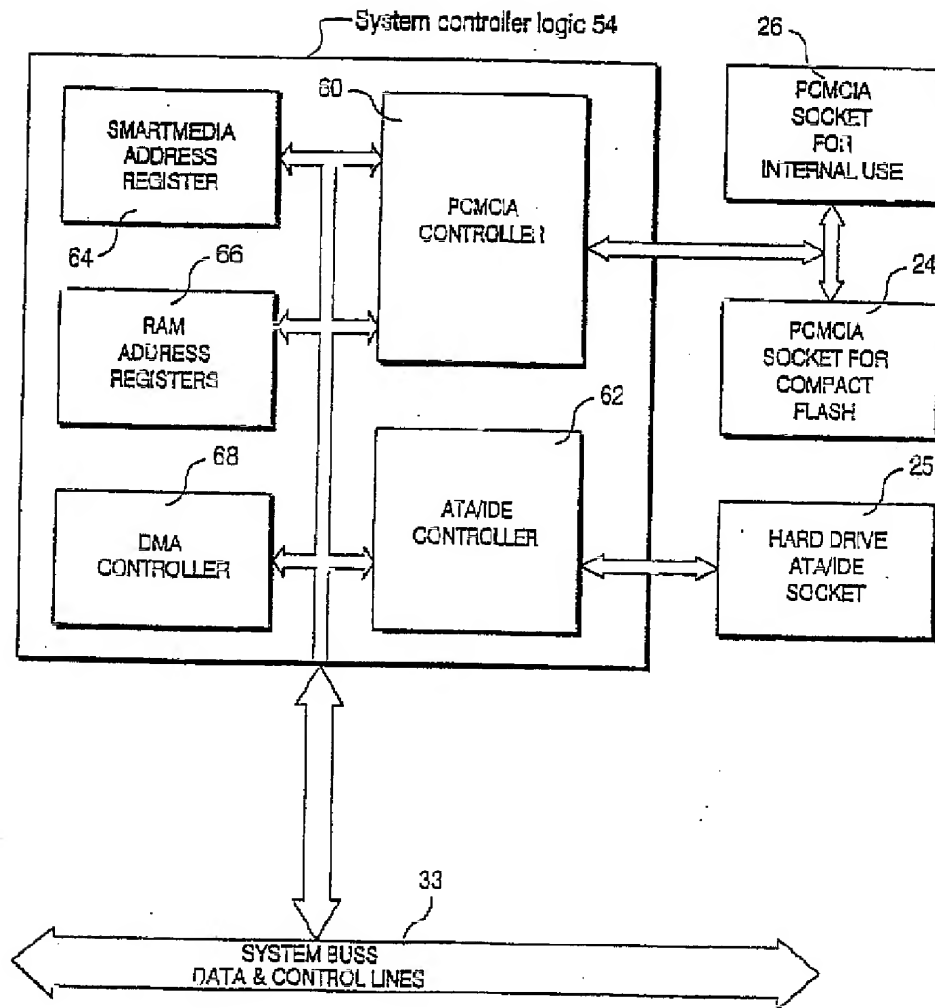 System controller logic 54
60
26
SMARTMEDIA
ADDRESS
REGISTER
64
PCMCIA
CONTROLLER
PCMCIA
SOCKET
FOR
INTERNAL USE
66
RAM
ADDRESS
REGISTERS
24
PCMCIA
SOCKET FOR
COMPACT
FLASH
68
DMA
CONTROLLER
62
ATA/IDE
CONTROLLER
25
HARD DRIVE
ATA/IDE
SOCKET
33
SYSTEM BUSS
DATA & CONTROL LINES